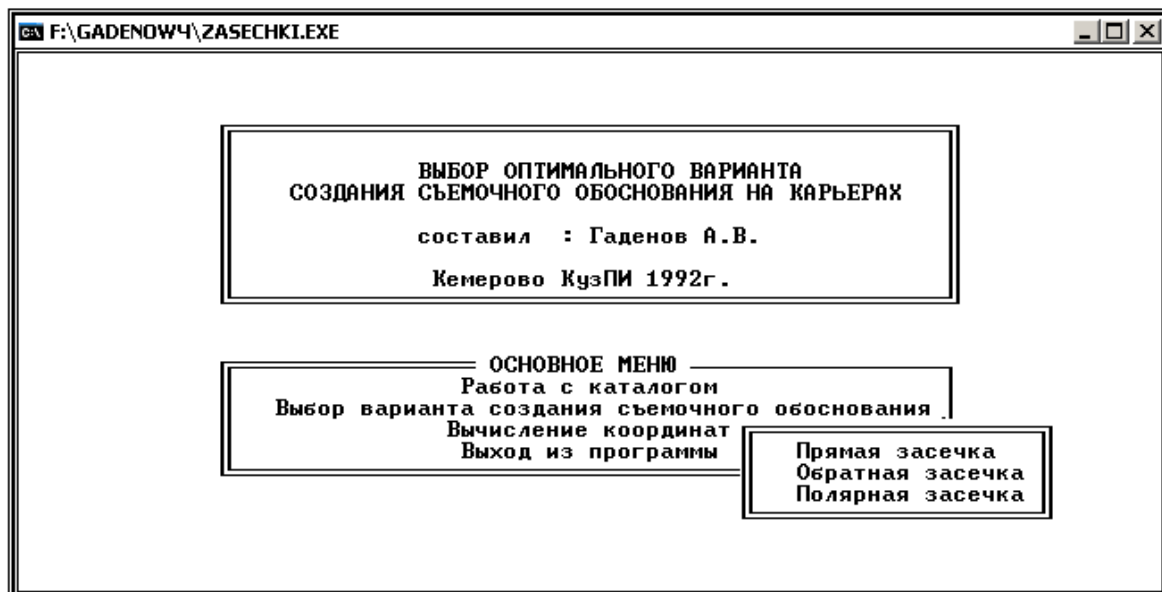 F:\GADENOWЧ\ZASECHKI.EXE
ВЫБОР ОПТИМАЛЬНОГО ВАРИАНТА
СОЗДАНИЯ СЪЕМОЧНОГО ОБОСНОВАНИЯ НА КАРЬЕРАХ
составил : Гаденов А.В.
Кемерово КузПИ 1992г.
ОСНОВНОЕ МЕНЮ
Работа с каталогом
Выбор варианта создания съемочного обоснования
Вычисление координат
Выход из программы
Прямая засечка
Обратная засечка
Полярная засечка